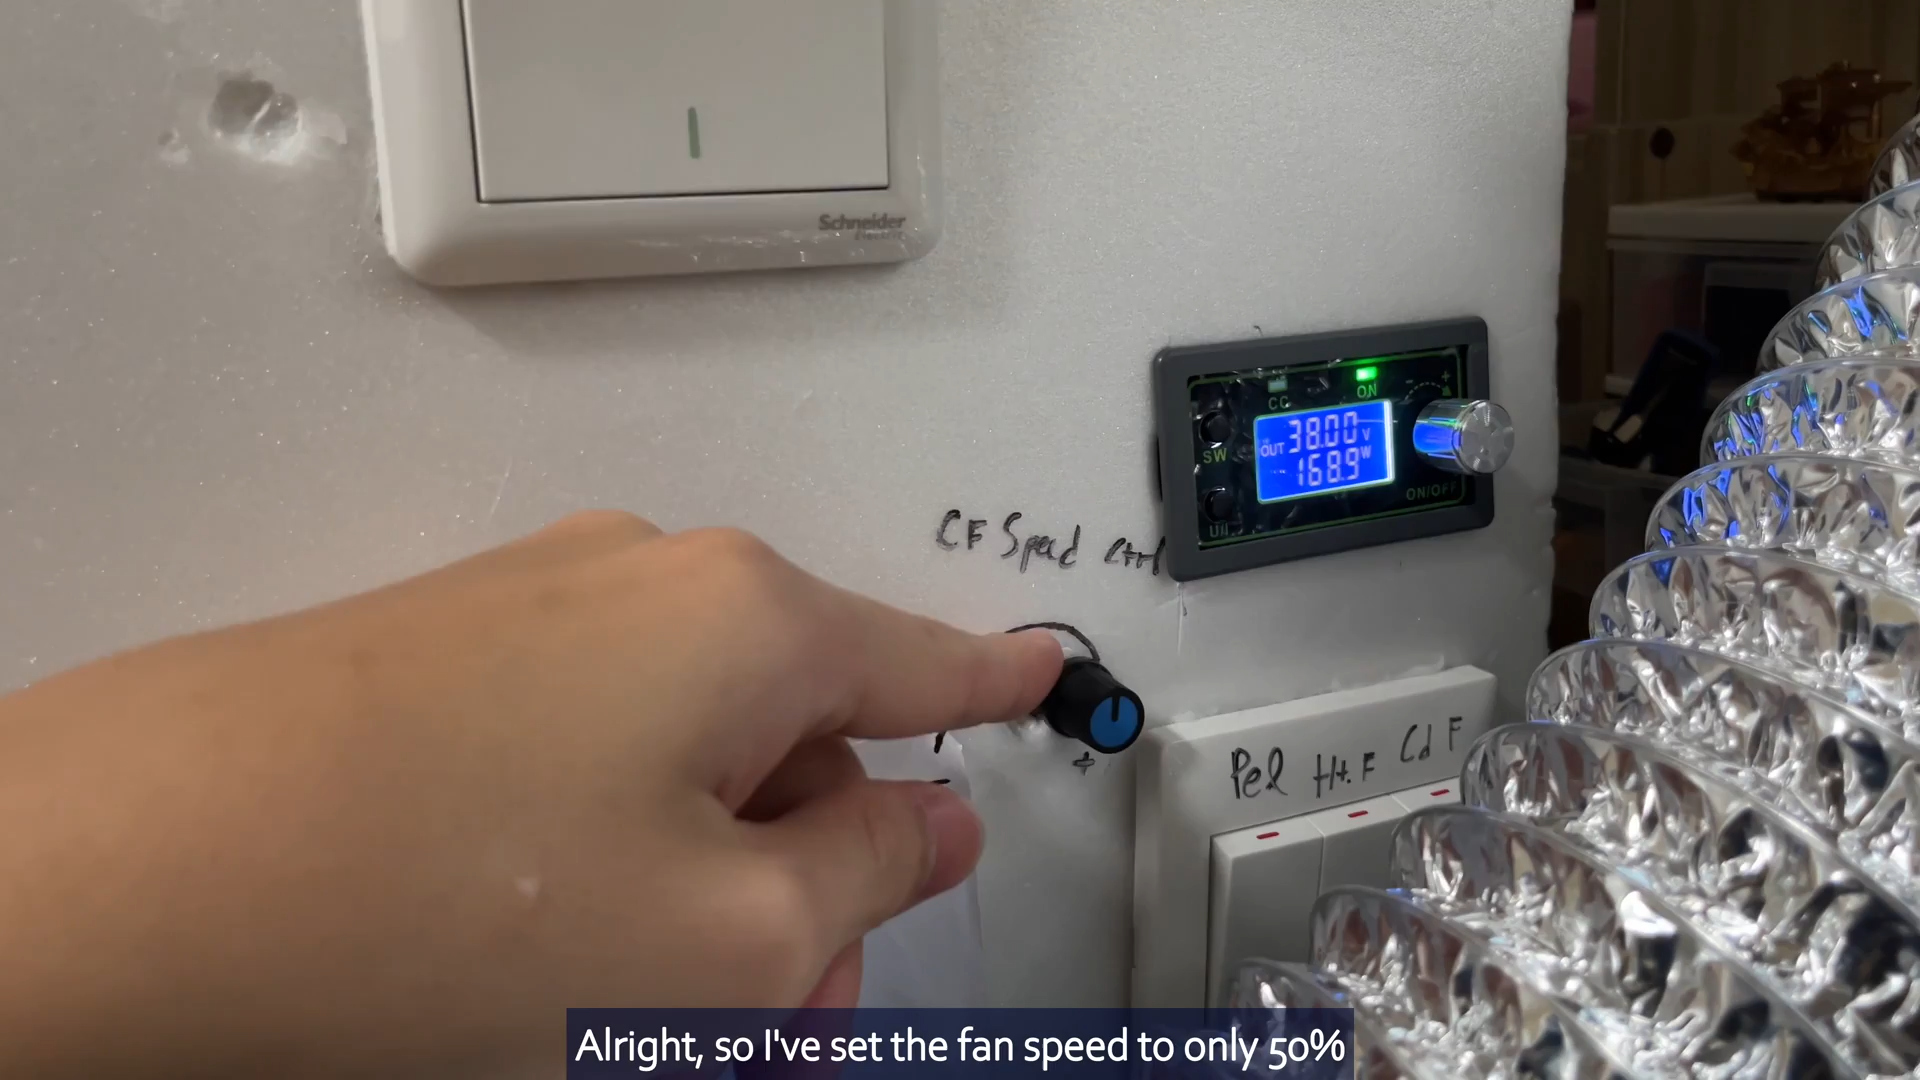 Schneider
Electric
CC
ON
+
SW
OUT 38.00 V
168.9 W
ON/OFF
CF Speed ctrl
+
Pel Ht. F Cd F
Alright, so I've set the fan speed to only 50%